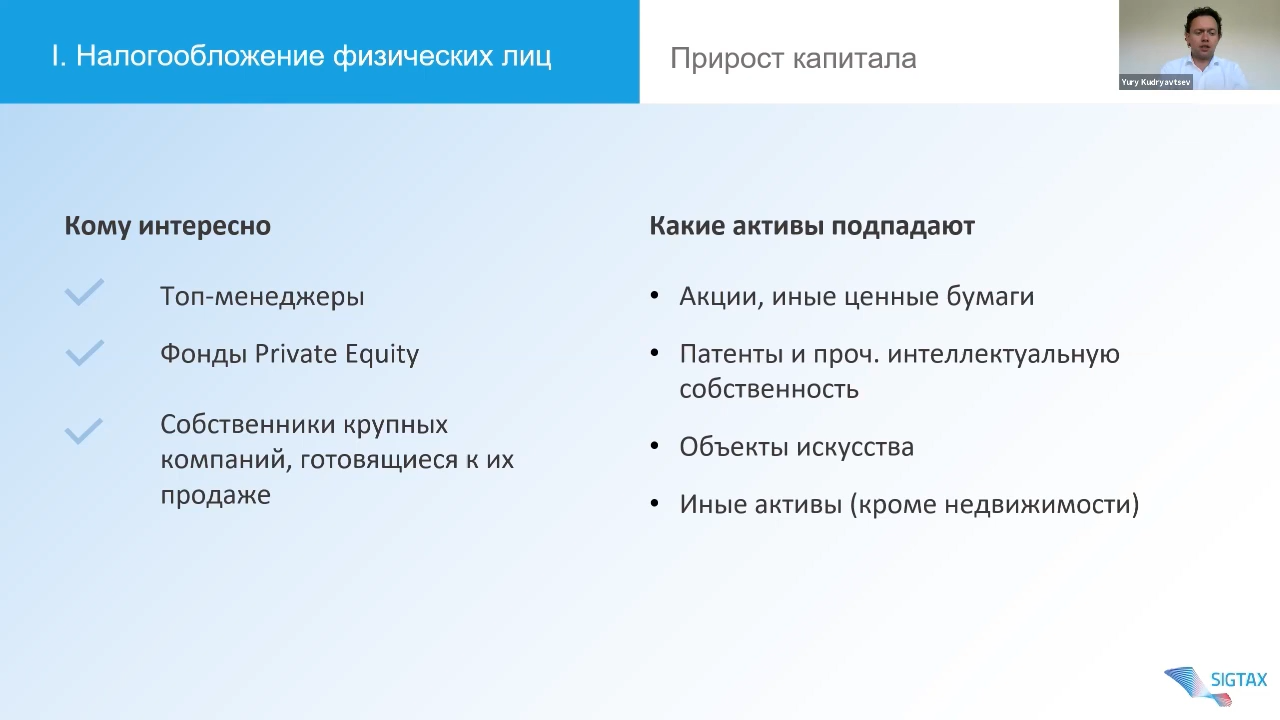 I. Налогообложение физических лиц
Прирост капитала
Yury Kudryavtsev
Кому интересно
Топ-менеджеры
Фонды Private Equity
Собственники крупных
компаний, готовящиеся к их
продаже
Какие активы подпадают
• Акции, иные ценные бумаги
• Патенты и проч. интеллектуальную
собственность
• Объекты искусства
• Иные активы (кроме недвижимости)
SIGTAX